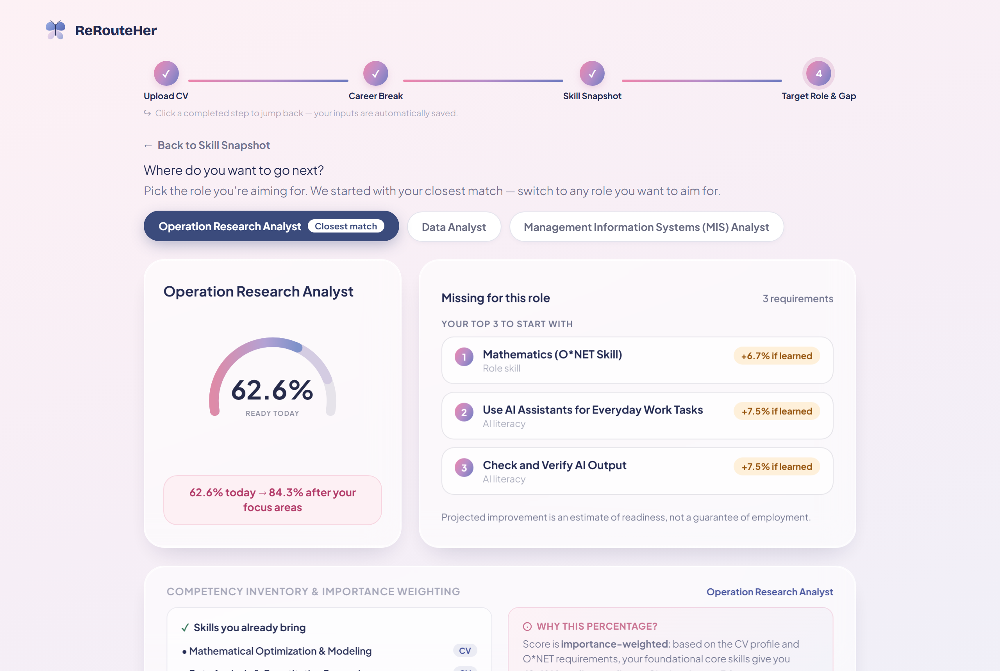 ReRouteHer
✓
✓
✓
4
Upload CV
Career Break
Skill Snapshot
Target Role & Gap
↪ Click a completed step to jump back — your inputs are automatically saved.
← Back to Skill Snapshot
Where do you want to go next?
Pick the role you’re aiming for. We started with your closest match — switch to any role you want to aim for.
Operation Research Analyst Closest match
Data Analyst
Management Information Systems (MIS) Analyst
Operation Research Analyst
62.6%
READY TODAY
62.6% today → 84.3% after your
focus areas
Missing for this role
3 requirements
YOUR TOP 3 TO START WITH
1 Mathematics (O*NET Skill) +6.7% if learned
Role skill
2 Use AI Assistants for Everyday Work Tasks +7.5% if learned
AI literacy
3 Check and Verify AI Output +7.5% if learned
AI literacy
Projected improvement is an estimate of readiness, not a guarantee of employment.
COMPETENCY INVENTORY & IMPORTANCE WEIGHTING
Operation Research Analyst
✓ Skills you already bring
• Mathematical Optimization & Modeling CV
WHY THIS PERCENTAGE?
Score is importance-weighted: based on the CV profile and
O*NET requirements, your foundational core skills give you